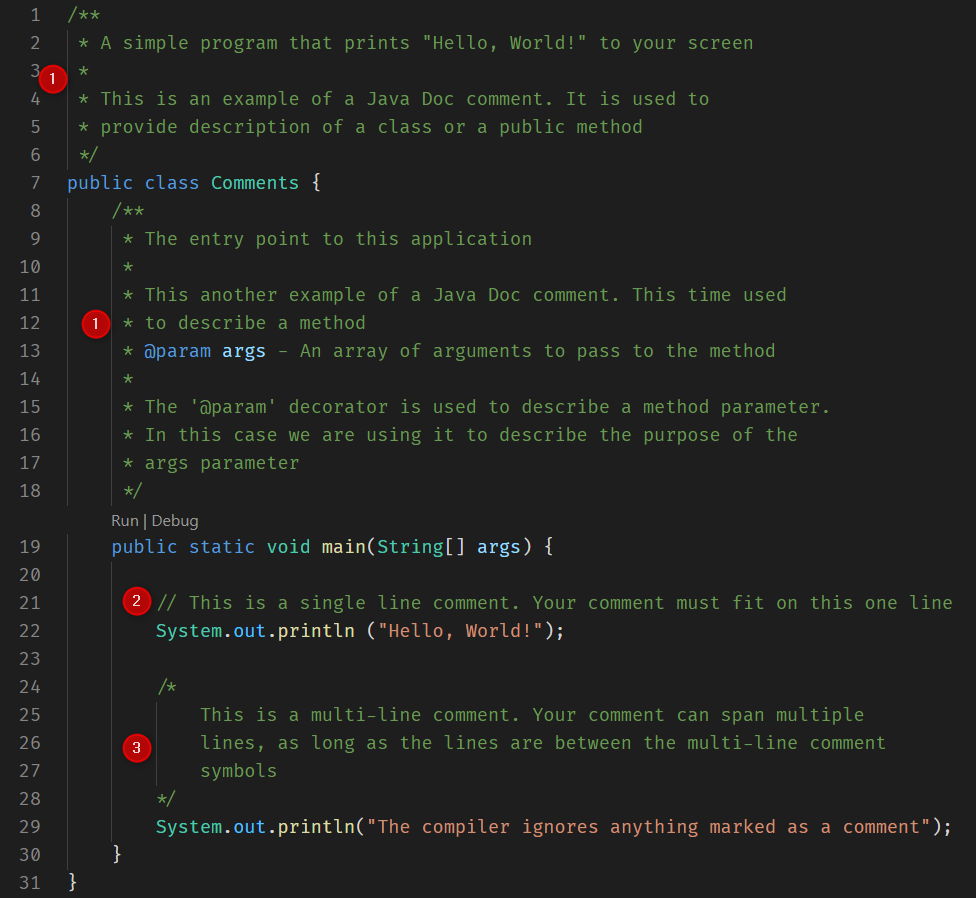 1 /**
2 * A simple program that prints "Hello, World!" to your screen
3 *
1
4 * This is an example of a Java Doc comment. It is used to
5 * provide description of a class or a public method
6 */
7 public class Comments {
8 /**
9 * The entry point to this application
10 *
11 * This another example of a Java Doc comment. This time used
12 1 * to describe a method
13 * @param args - An array of arguments to pass to the method
14 *
15 * The '@param' decorator is used to describe a method parameter.
16 * In this case we are using it to describe the purpose of the
17 * args parameter
18 */
Run | Debug
19 public static void main(String[] args) {
20
21 2 // This is a single line comment. Your comment must fit on this one line
22 System.out.println ("Hello, World!");
23
24 /*
25 This is a multi-line comment. Your comment can span multiple
26 3 lines, as long as the lines are between the multi-line comment
27 symbols
28 */
29 System.out.println("The compiler ignores anything marked as a comment");
30 }
31 }